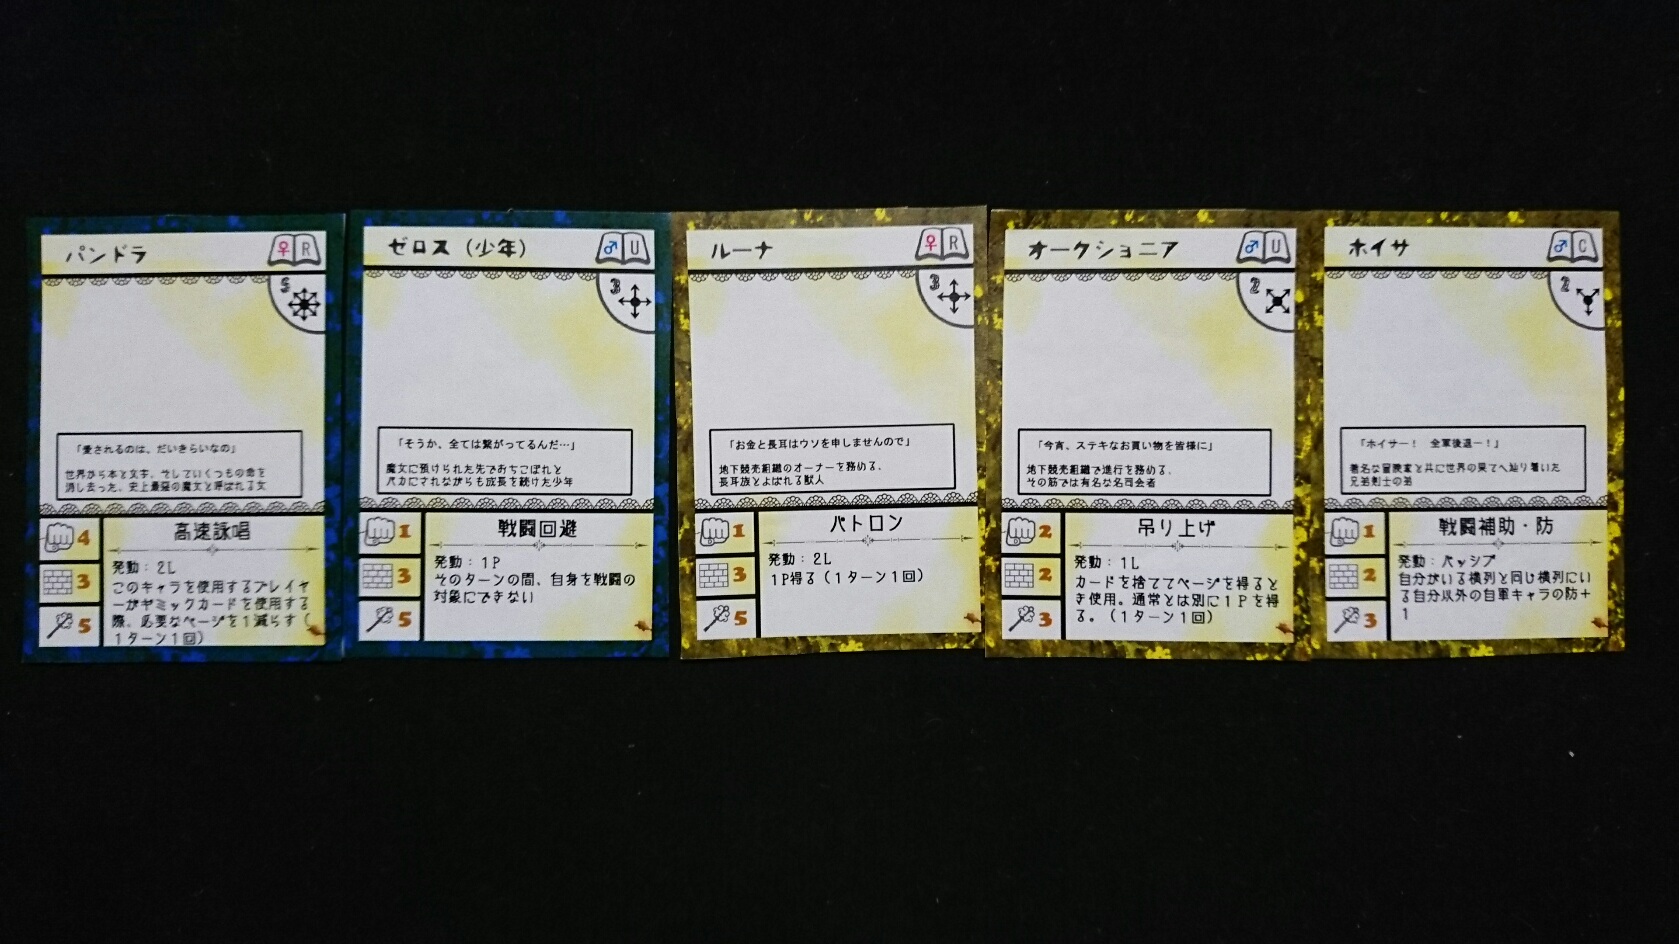 パンドラ
♀ R
5
「愛されるのは、だいきらいなの」
世界から本と文字、そしていくつもの命を
消し去った、史上最悪の魔女と呼ばれる女
4
3
5
高速詠唱
発動：2L
このキャラを使用するプレイヤ
ーがギミックカードを使用する
際、必要なページを1減らす（
1ターン1回）
ゼロス（少年）
♂ U
3
「そうか、全ては繋がってるんだ…」
魔女に預けられた先でおちこぼれと
バカにされながらも成長を続けた少年
1
3
5
戦闘回避
発動：1P
そのターンの間、自身を戦闘の
対象にできない
ルーナ
♀ R
3
「お金と長耳はウソを申しませんので」
地下競売組織のオーナーを務める、
長耳族とよばれる獣人
1
3
5
パトロン
発動：2L
1P得る（1ターン1回）
オークショニア
♂ U
2
「今宵、ステキなお買い物を皆様に」
地下競売組織で進行を務める、
その筋では有名な名司会者
2
2
3
吊り上げ
発動：1L
カードを捨ててページを得ると
き使用。通常とは別に1Pを得
る。（1ターン1回）
ホイサ
♂ C
2
「ホイサー！　全軍後退ー！」
著名な冒険家と共に世界の果てへ辿り着いた
兄弟剣士の弟
1
2
3
戦闘補助・防
発動：パッシブ
自分がいる横列と同じ横列にい
る自分以外の自軍キャラの防＋
1